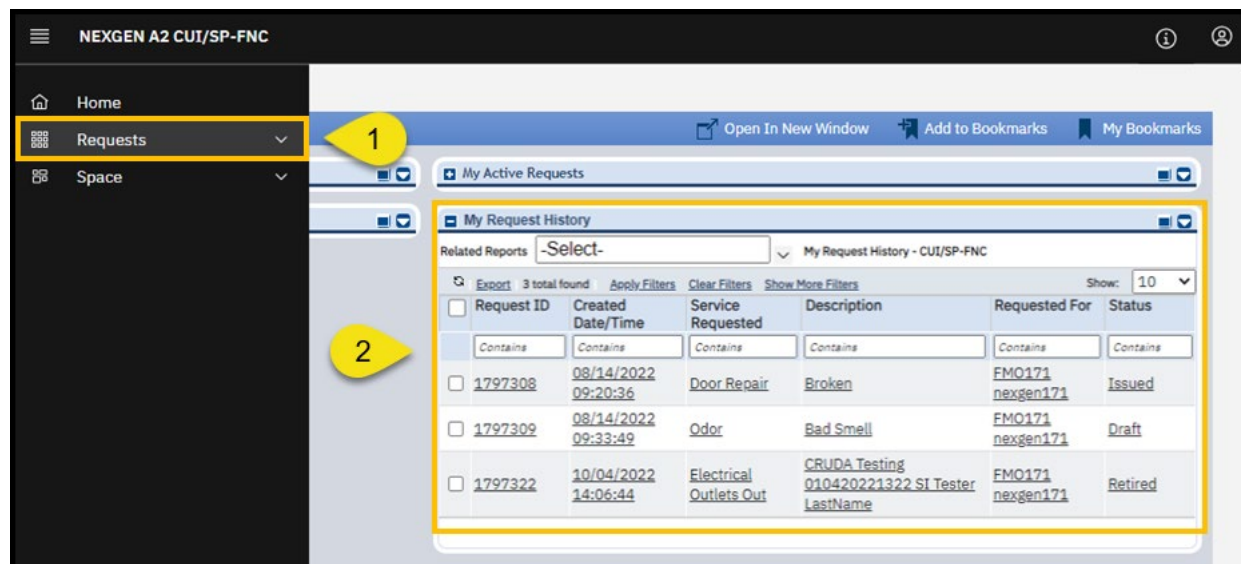 NEXGEN A2 CUI/SP-FNC
Home
Requests
Space
1
Open In New Window Add to Bookmarks My Bookmarks
My Active Requests
My Request History
Related Reports -Select- My Request History - CUI/SP-FNC
Export 3 total found Apply Filters Clear Filters Show More Filters Show: 10
Request ID Created Date/Time Service Requested Description Requested For Status
2
Contains Contains Contains Contains Contains Contains
1797308 08/14/2022 09:20:36 Door Repair Broken FMO171 nexgen171 Issued
1797309 08/14/2022 09:33:49 Odor Bad Smell FMO171 nexgen171 Draft
1797322 10/04/2022 14:06:44 Electrical Outlets Out CRUDA Testing 010420221322 SI Tester LastName FMO171 nexgen171 Retired